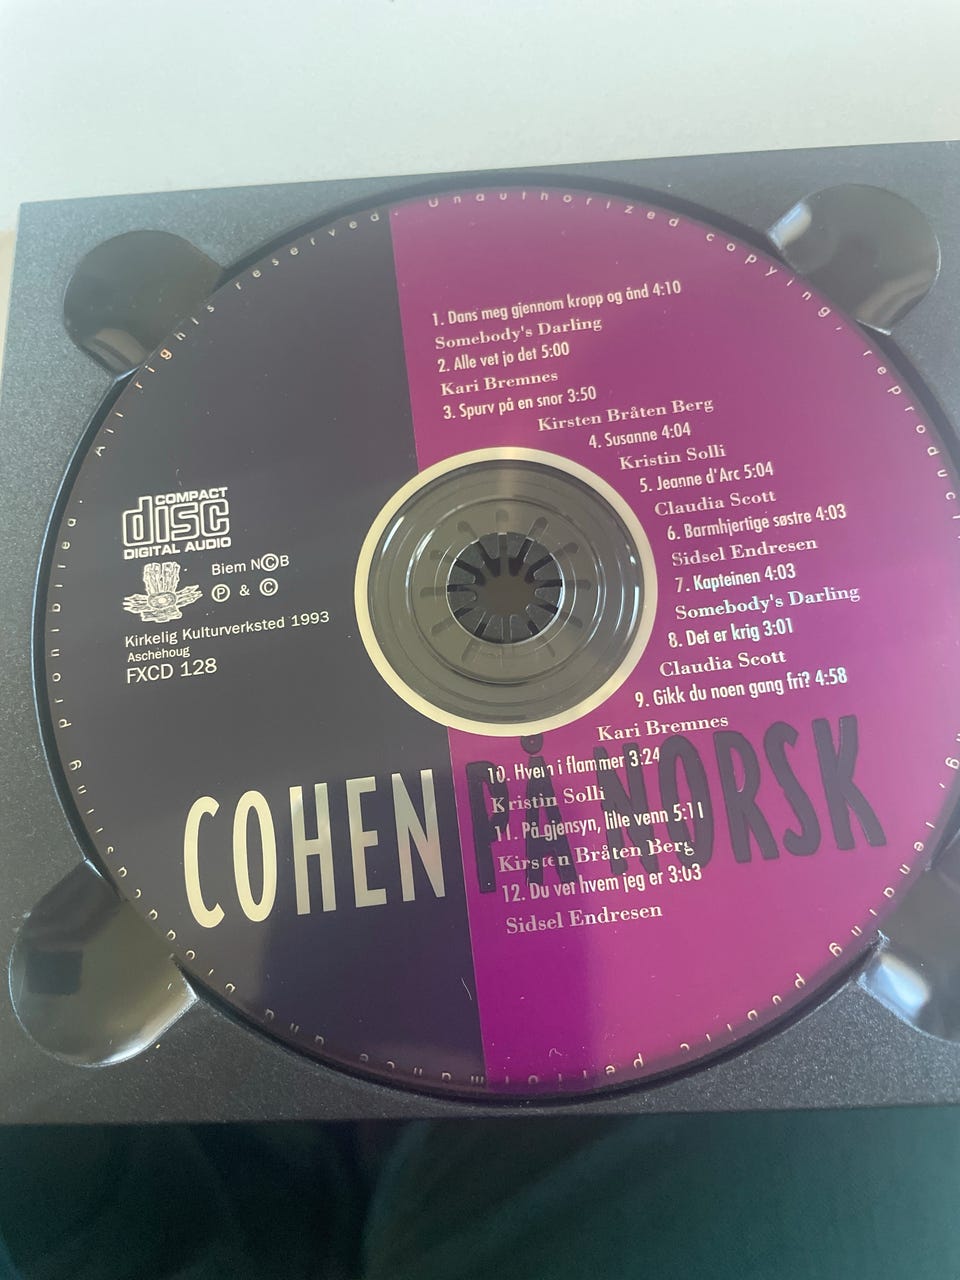 All rights reserved. Unauthorized copying, reproduc
lending, public performance and broadcasting prohibited.
1. Dans meg gjennom kropp og ånd 4:10
Somebody's Darling
2. Alle vet jo det 5:00
Kari Bremnes
3. Spurv på en snor 3:50
Kirsten Bråten Berg
4. Susanne 4:04
Kristin Solli
5. Jeanne d'Arc 5:04
Claudia Scott
6. Barmhjertige søstre 4:03
Sidsel Endresen
7. Kapteinen 4:03
Somebody's Darling
8. Det er krig 3:01
Claudia Scott
9. Gikk du noen gang fri? 4:58
Kari Bremnes
10. Hvem i flammer 3:24
Kristin Solli
11. På gjensyn, lille venn 5:11
Kirsten Bråten Berg
12. Du vet hvem jeg er 3:03
Sidsel Endresen
COMPACT
disc
DIGITAL AUDIO
Biem NCB
℗ & ©
Kirkelig Kulturverksted 1993
Aschehoug
FXCD 128
COHEN PÅ NORSK